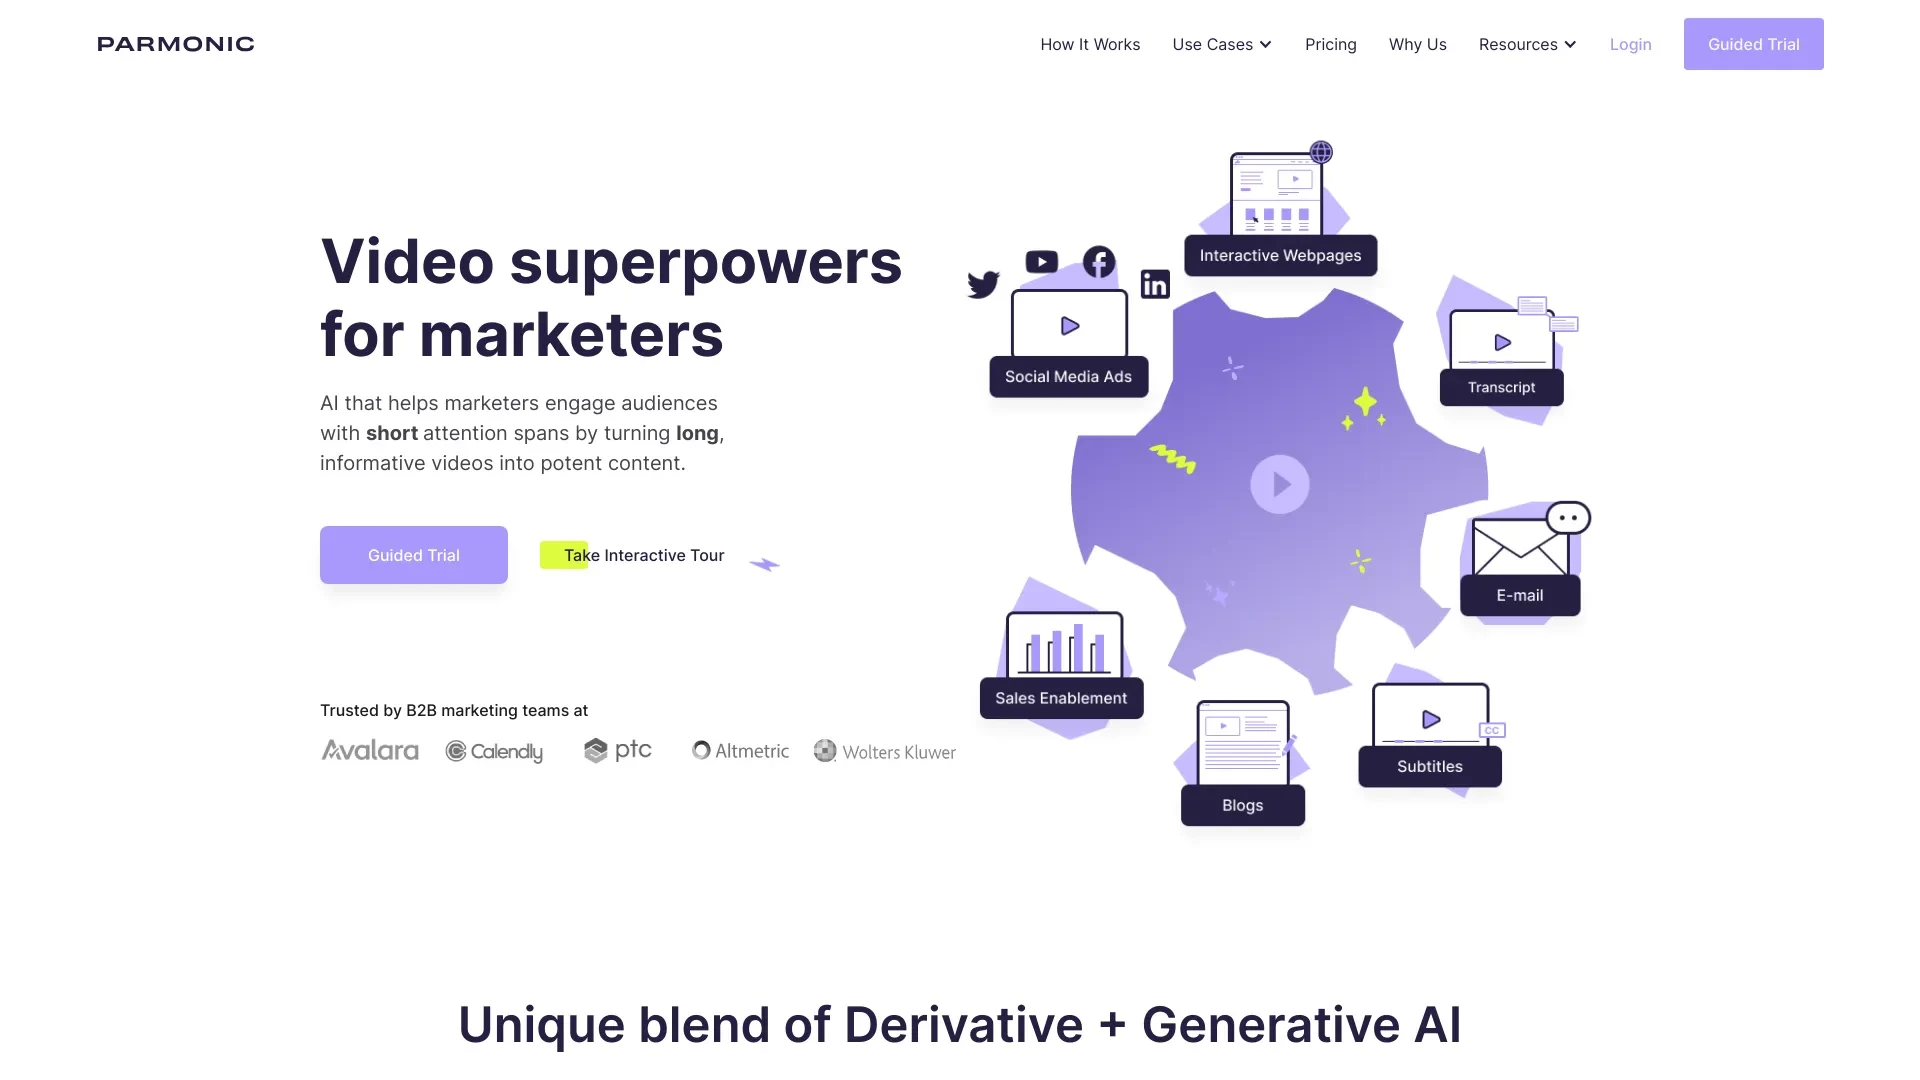 PARMONIC
How It Works
Use Cases
Pricing
Why Us
Resources
Login
Guided Trial
Video superpowers
for marketers
AI that helps marketers engage audiences
with short attention spans by turning long,
informative videos into potent content.
Guided Trial
Take Interactive Tour
Trusted by B2B marketing teams at
Avalara
Calendly
ptc
Altmetric
Wolters Kluwer
Interactive Webpages
Social Media Ads
in
Transcript
E-mail
Sales Enablement
CC
Subtitles
Blogs
Unique blend of Derivative + Generative AI